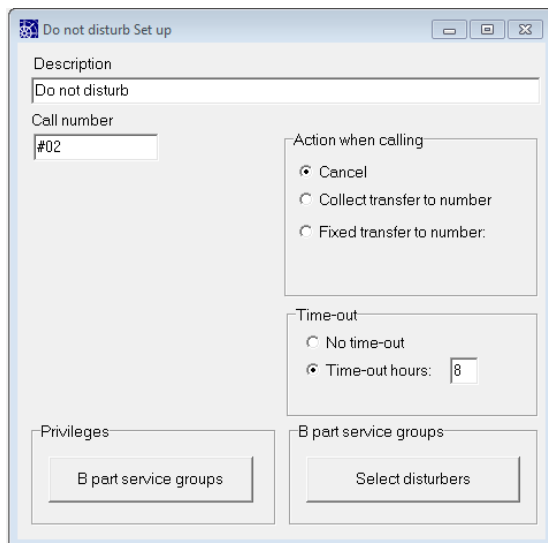 Do not disturb Set up
Description
Do not disturb
Call number
#02
Action when calling
Cancel
Collect transfer to number
Fixed transfer to number:
Time-out
No time-out
Time-out hours: 8
Privileges
B part service groups
B part service groups
Select disturbers